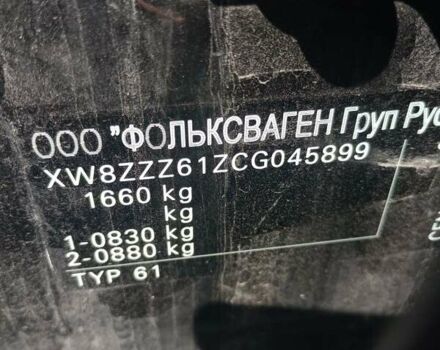 ООО "ФОЛЬКСВАГЕН Груп Рус
XW8ZZZ61ZCG045899
1660 kg
kg
1-0830 kg
2-0880 kg
TYP 61